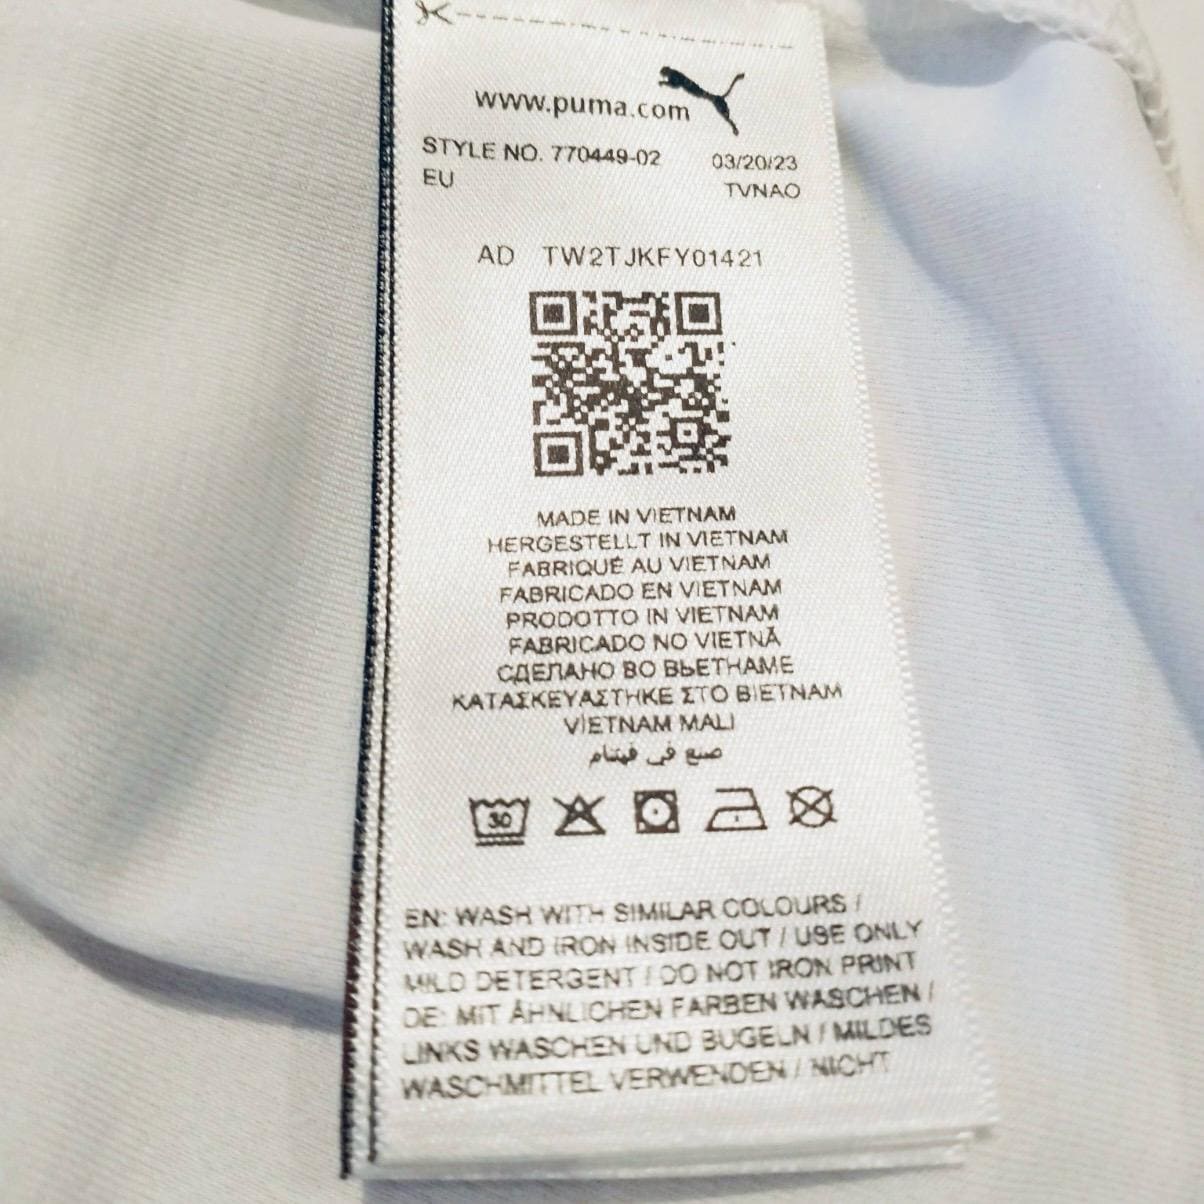 www.puma.com
STYLE NO. 770449-02 03/20/23
EU TVNAO
AD TW2TJKFY01421
MADE IN VIETNAM
HERGESTELLT IN VIETNAM
FABRIQUÉ AU VIETNAM
FABRICADO EN VIETNAM
PRODOTTO IN VIETNAM
FABRICADO NO VIETNÃ
СДЕЛАНО ВО ВЬЕТНАМЕ
ΚΑΤΑΣΚΕΥΑΣΤΗΚΕ ΣΤΟ ΒΙΕΤΝΑΜ
VIETNAM MALI
صنع في فيتنام
30
EN: WASH WITH SIMILAR COLOURS /
WASH AND IRON INSIDE OUT / USE ONLY
MILD DETERGENT / DO NOT IRON PRINT
DE: MIT ÄHNLICHEN FARBEN WASCHEN /
LINKS WASCHEN UND BÜGELN / MILDES
WASCHMITTEL VERWENDEN / NICHT